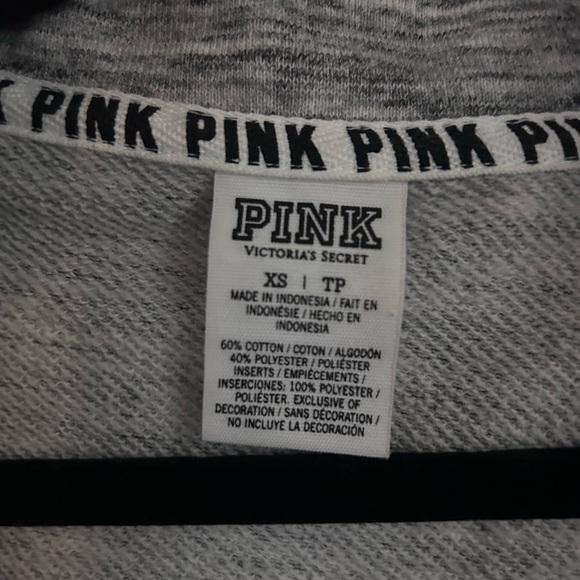 K PINK PINK PINK PI
PINK
VICTORIA'S SECRET
XS | TP
MADE IN INDONESIA / FAIT EN
INDONÉSIE / HECHO EN
INDONESIA
60% COTTON / COTON / ALGODÓN
40% POLYESTER / POLIÉSTER
INSERTS / EMPIÈCEMENTS /
INSERCIONES: 100% POLYESTER /
POLIÉSTER. EXCLUSIVE OF
DECORATION / SANS DÉCORATION /
NO INCLUYE LA DECORACIÓN